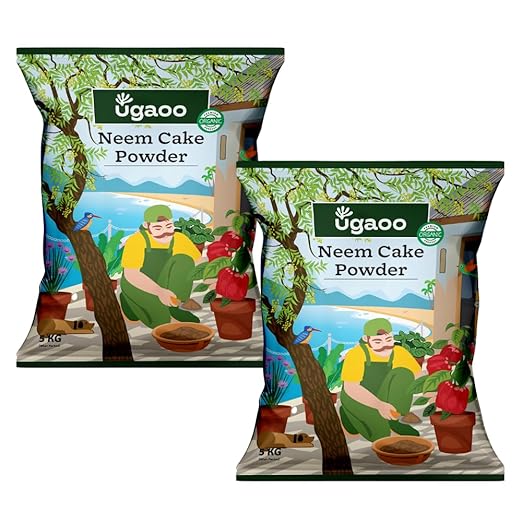 ugaoo
ORGANIC
Neem Cake
Powder
5 KG
ugaoo
ORGANIC
Neem Cake
Powder
5 KG